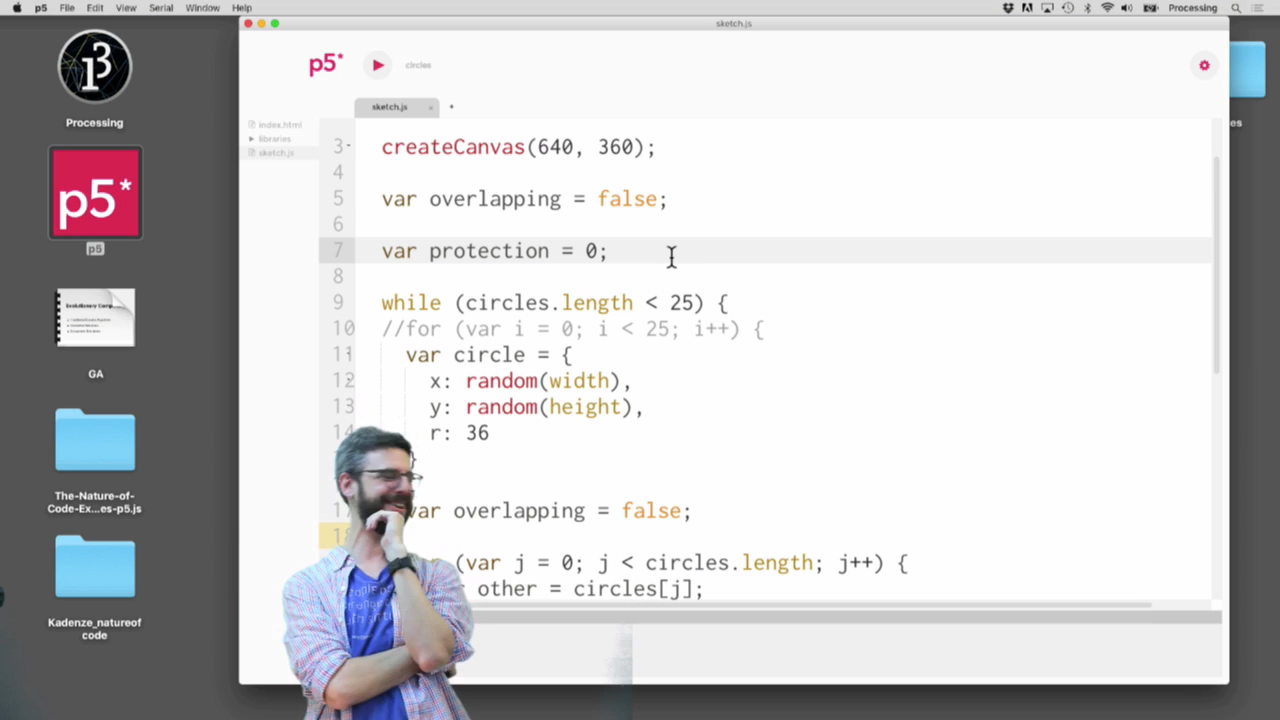 p5 File Edit View Serial Window Help
Processing
sketch.js
p5*
circles
sketch.js
index.html
libraries
sketch.js
3 createCanvas(640, 360);
4
5 var overlapping = false;
6
7 var protection = 0;
8
9 while (circles.length < 25) {
10 //for (var i = 0; i < 25; i++) {
11 var circle = {
12 x: random(width),
13 y: random(height),
14 r: 36
}
17 var overlapping = false;
(var j = 0; j < circles.length; j++) {
other = circles[j];
Processing
p5*
p5
GA
The-Nature-of-
Code-Ex...es-p5.js
Kadenze_natureof
code
es